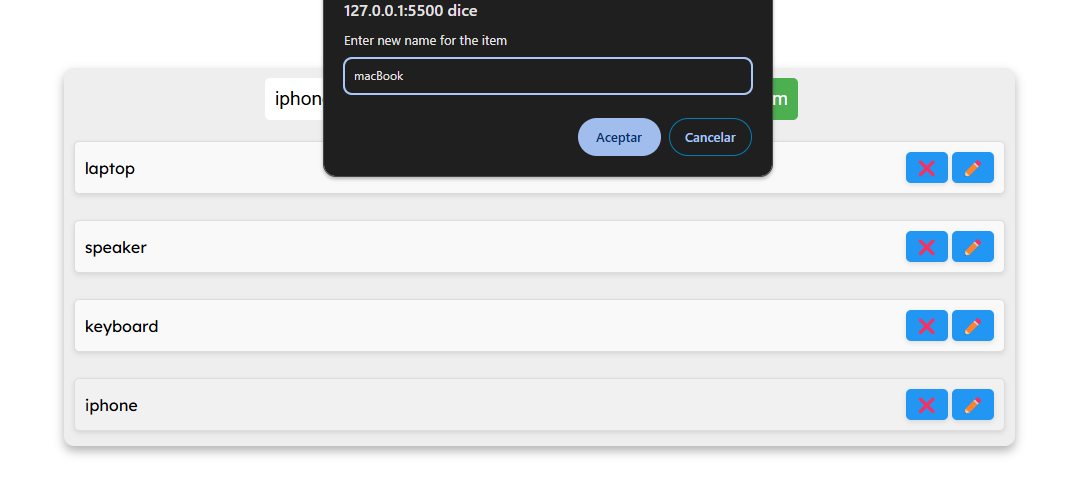 127.0.0.1:5500 dice
Enter new name for the item
macBook
Aceptar
Cancelar
laptop
speaker
keyboard
iphone